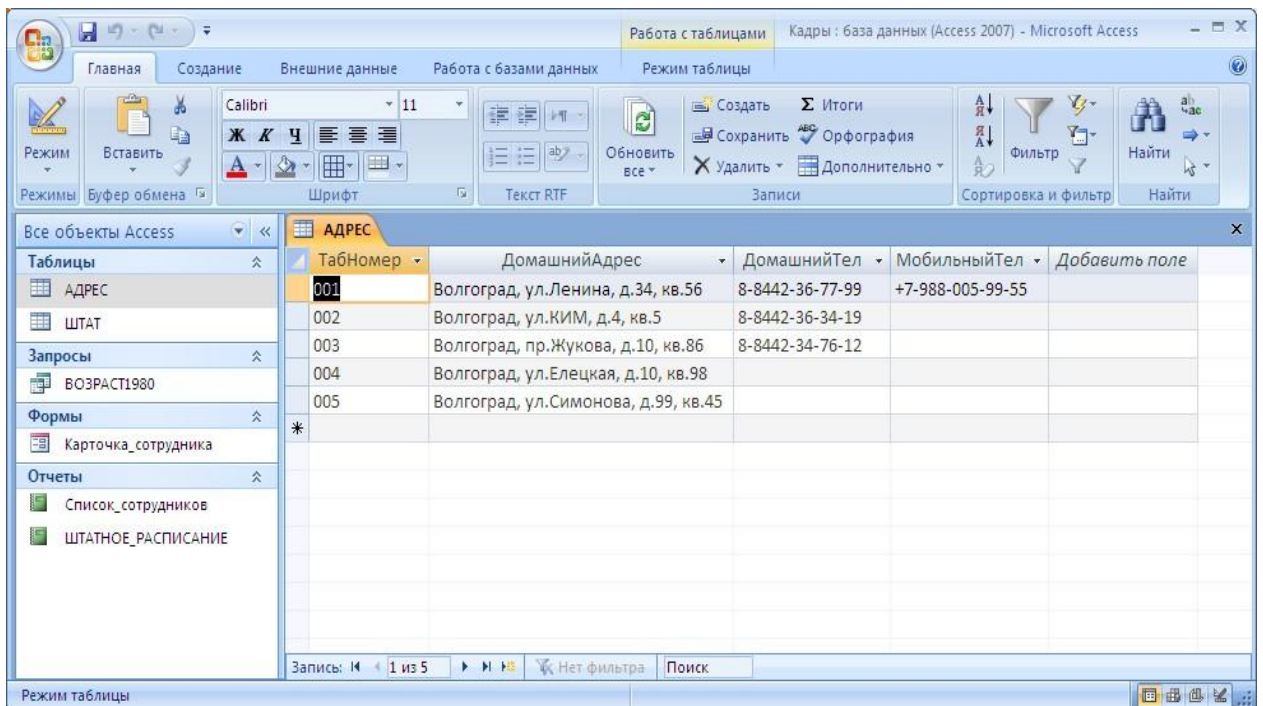 Работа с таблицами
Кадры : база данных (Access 2007) - Microsoft Access
Главная Создание Внешние данные Работа с базами данных Режим таблицы
Режим
Вставить
Calibri 11
Ж К Ч
Обновить все
Создать
Сохранить
Удалить
Σ Итоги
Орфография
Дополнительно
Фильтр
Найти
Режимы Буфер обмена Шрифт Текст RTF Записи Сортировка и фильтр Найти
Все объекты Access
Таблицы
АДРЕС
ШТАТ
Запросы
ВОЗРАСТ1980
Формы
Карточка_сотрудника
Отчеты
Список_сотрудников
ШТАТНОЕ_РАСПИСАНИЕ
АДРЕС
ТабНомер ДомашнийАдрес ДомашнийТел МобильныйТел Добавить поле
001 Волгоград, ул.Ленина, д.34, кв.56 8-8442-36-77-99 +7-988-005-99-55
002 Волгоград, ул.КИМ, д.4, кв.5 8-8442-36-34-19
003 Волгоград, пр.Жукова, д.10, кв.86 8-8442-34-76-12
004 Волгоград, ул.Елецкая, д.10, кв.98
005 Волгоград, ул.Симонова, д.99, кв.45
Запись: 1 из 5 Нет фильтра Поиск
Режим таблицы